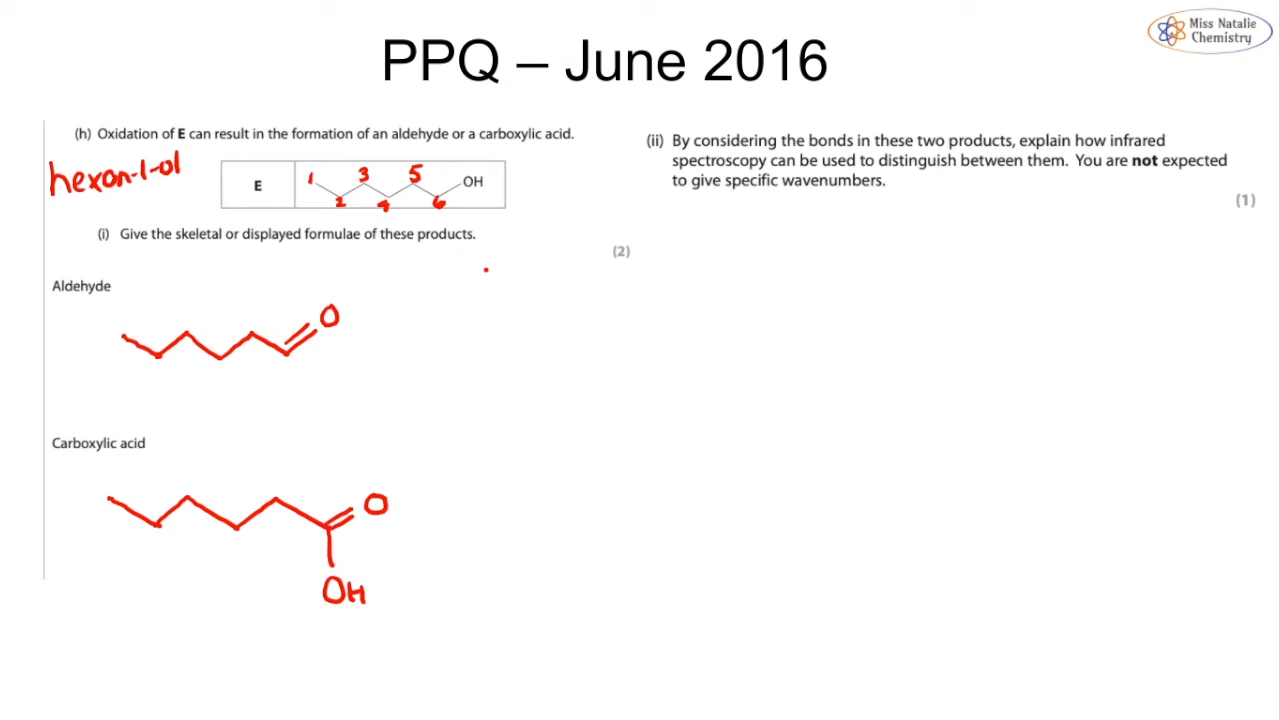 PPQ – June 2016
Miss Natalie
Chemistry
(h) Oxidation of E can result in the formation of an aldehyde or a carboxylic acid.
hexan-1-ol
E
1 2 3 4 5 6 OH
(i) Give the skeletal or displayed formulae of these products.
(2)
Aldehyde
O
Carboxylic acid
O
OH
(ii) By considering the bonds in these two products, explain how infrared
spectroscopy can be used to distinguish between them. You are not expected
to give specific wavenumbers.
(1)